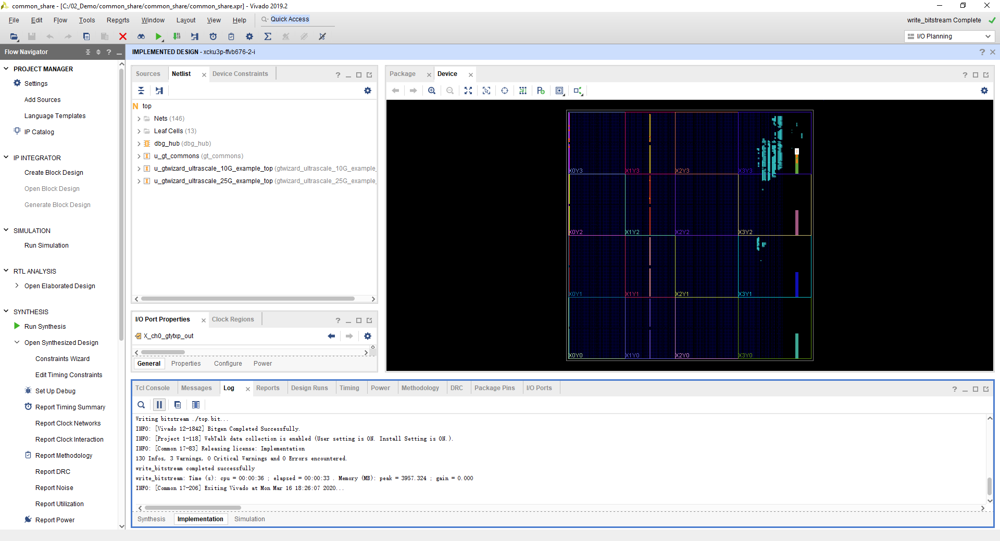 common_share - [C:/02_Demo/common_share/common_share/common_share.xpr] - Vivado 2019.2
File Edit Flow Tools Reports Window Layout View Help Quick Access
write_bitstream Complete
I/O Planning
Flow Navigator
IMPLEMENTED DESIGN - xcku3p-ffvb676-2-i
PROJECT MANAGER
Settings
Add Sources
Language Templates
IP Catalog
IP INTEGRATOR
Create Block Design
Open Block Design
Generate Block Design
SIMULATION
Run Simulation
RTL ANALYSIS
Open Elaborated Design
SYNTHESIS
Run Synthesis
Open Synthesized Design
Constraints Wizard
Edit Timing Constraints
Set Up Debug
Report Timing Summary
Report Clock Networks
Report Clock Interaction
Report Methodology
Report DRC
Report Noise
Report Utilization
Report Power
Sources Netlist Device Constraints
N top
Nets (146)
Leaf Cells (13)
dbg_hub (dbg_hub)
u_gt_commons (gt_commons)
u_gtwizard_ultrascale_10G_example_top (gtwizard_ultrascale_10G_example_
u_gtwizard_ultrascale_25G_example_top (gtwizard_ultrascale_25G_example_
I/O Port Properties Clock Regions
X_ch0_gtytxp_out
General Properties Configure Power
Package Device
X0Y3 X1Y3 X2Y3 X3Y3
X0Y2 X1Y2 X2Y2 X3Y2
X0Y1 X1Y1 X2Y1 X3Y1
X0Y0 X1Y0 X2Y0 X3Y0
Tcl Console Messages Log Reports Design Runs Timing Power Methodology DRC Package Pins I/O Ports
Writing bitstream ./top.bit...
INFO: [Vivado 12-1842] Bitgen Completed Successfully.
INFO: [Project 1-118] WebTalk data collection is enabled (User setting is ON. Install Setting is ON.).
INFO: [Common 17-83] Releasing license: Implementation
130 Infos, 3 Warnings, 0 Critical Warnings and 0 Errors encountered.
write_bitstream completed successfully
write_bitstream: Time (s): cpu = 00:00:36 ; elapsed = 00:00:33 . Memory (MB): peak = 3957.324 ; gain = 0.000
INFO: [Common 17-206] Exiting Vivado at Mon Mar 16 18:26:07 2020...
Synthesis Implementation Simulation